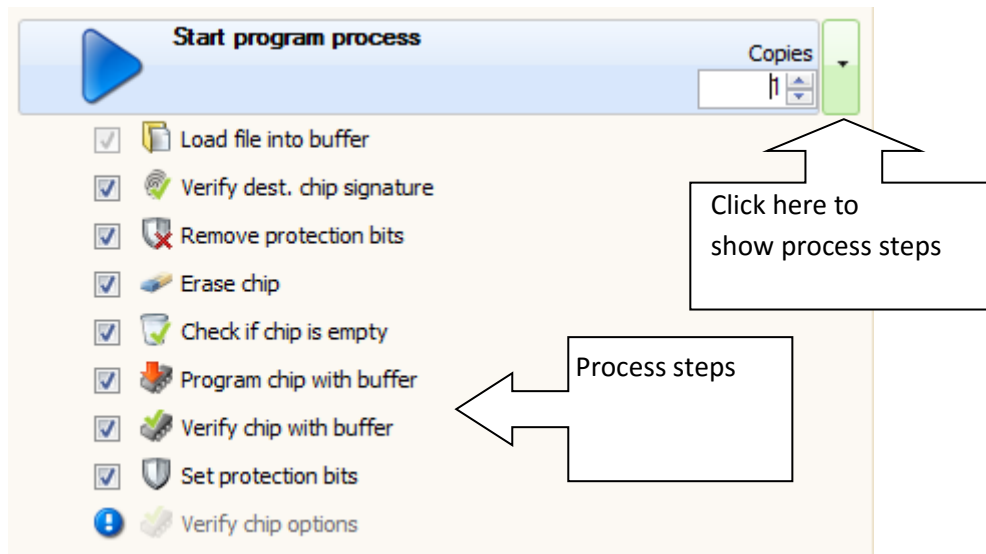 Start program process
Copies
1
Load file into buffer
Verify dest. chip signature
Remove protection bits
Erase chip
Check if chip is empty
Program chip with buffer
Verify chip with buffer
Set protection bits
Verify chip options
Click here to
show process steps
Process steps